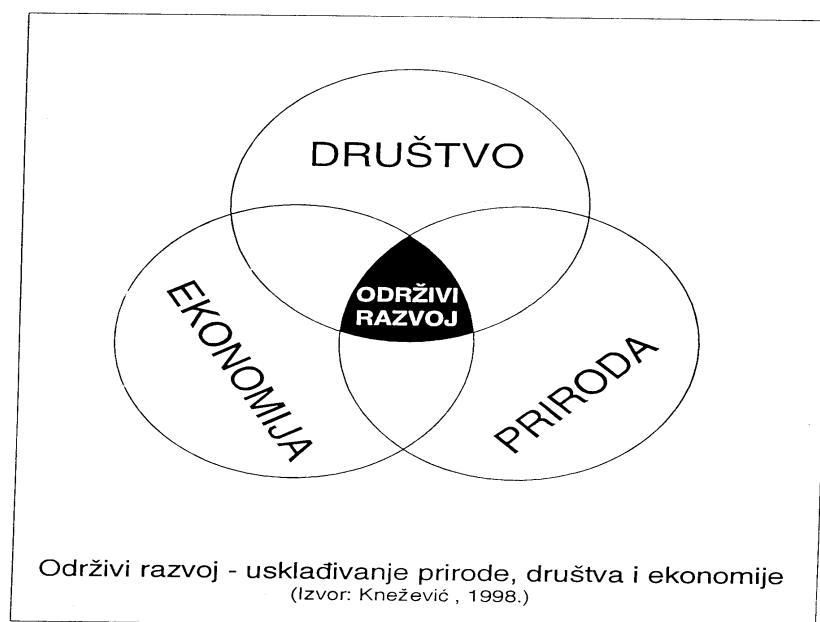 DRUŠTVO
EKONOMIJA
ODRŽIVI
RAZVOJ
PRIRODA
Održivi razvoj - usklađivanje prirode, društva i ekonomije
(Izvor: Knežević , 1998.)